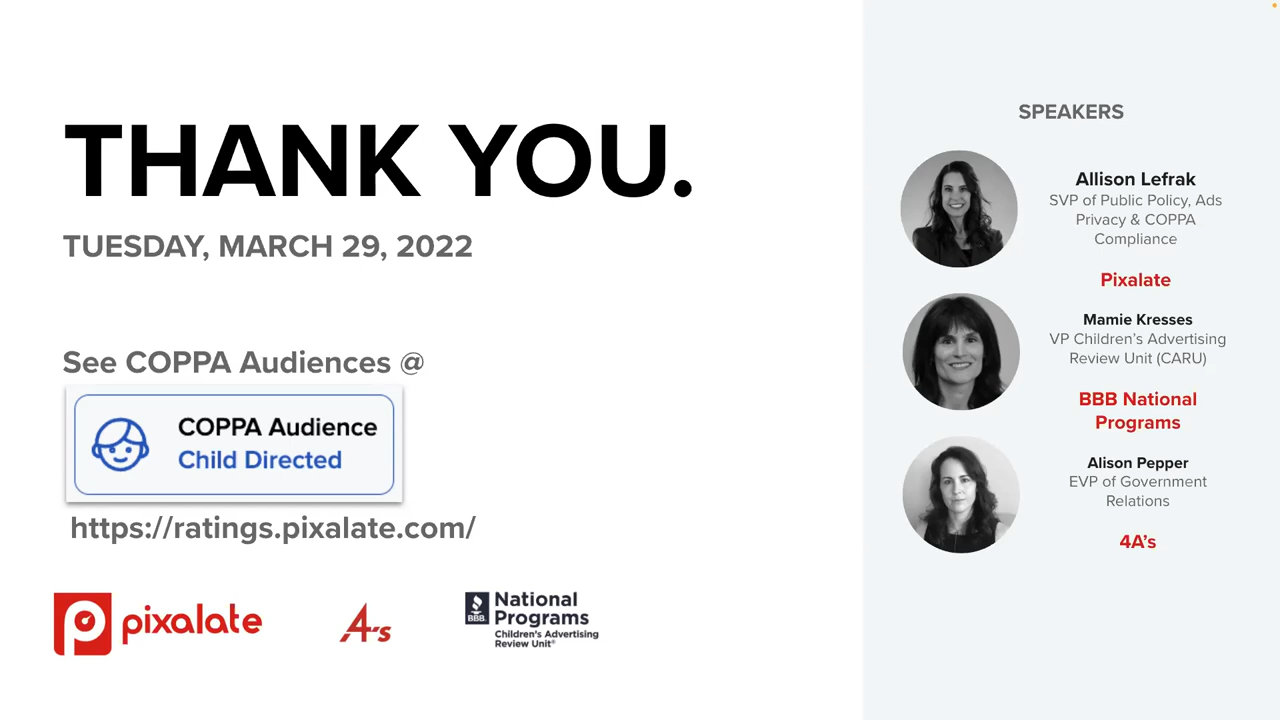 THANK YOU.
TUESDAY, MARCH 29, 2022
See COPPA Audiences @
COPPA Audience
Child Directed
https://ratings.pixalate.com/
pixalate
4A's
BBB.
National
Programs
Children's Advertising
Review Unit®
SPEAKERS
Allison Lefrak
SVP of Public Policy, Ads
Privacy & COPPA
Compliance
Pixalate
Mamie Kresses
VP Children's Advertising
Review Unit (CARU)
BBB National
Programs
Alison Pepper
EVP of Government
Relations
4A's